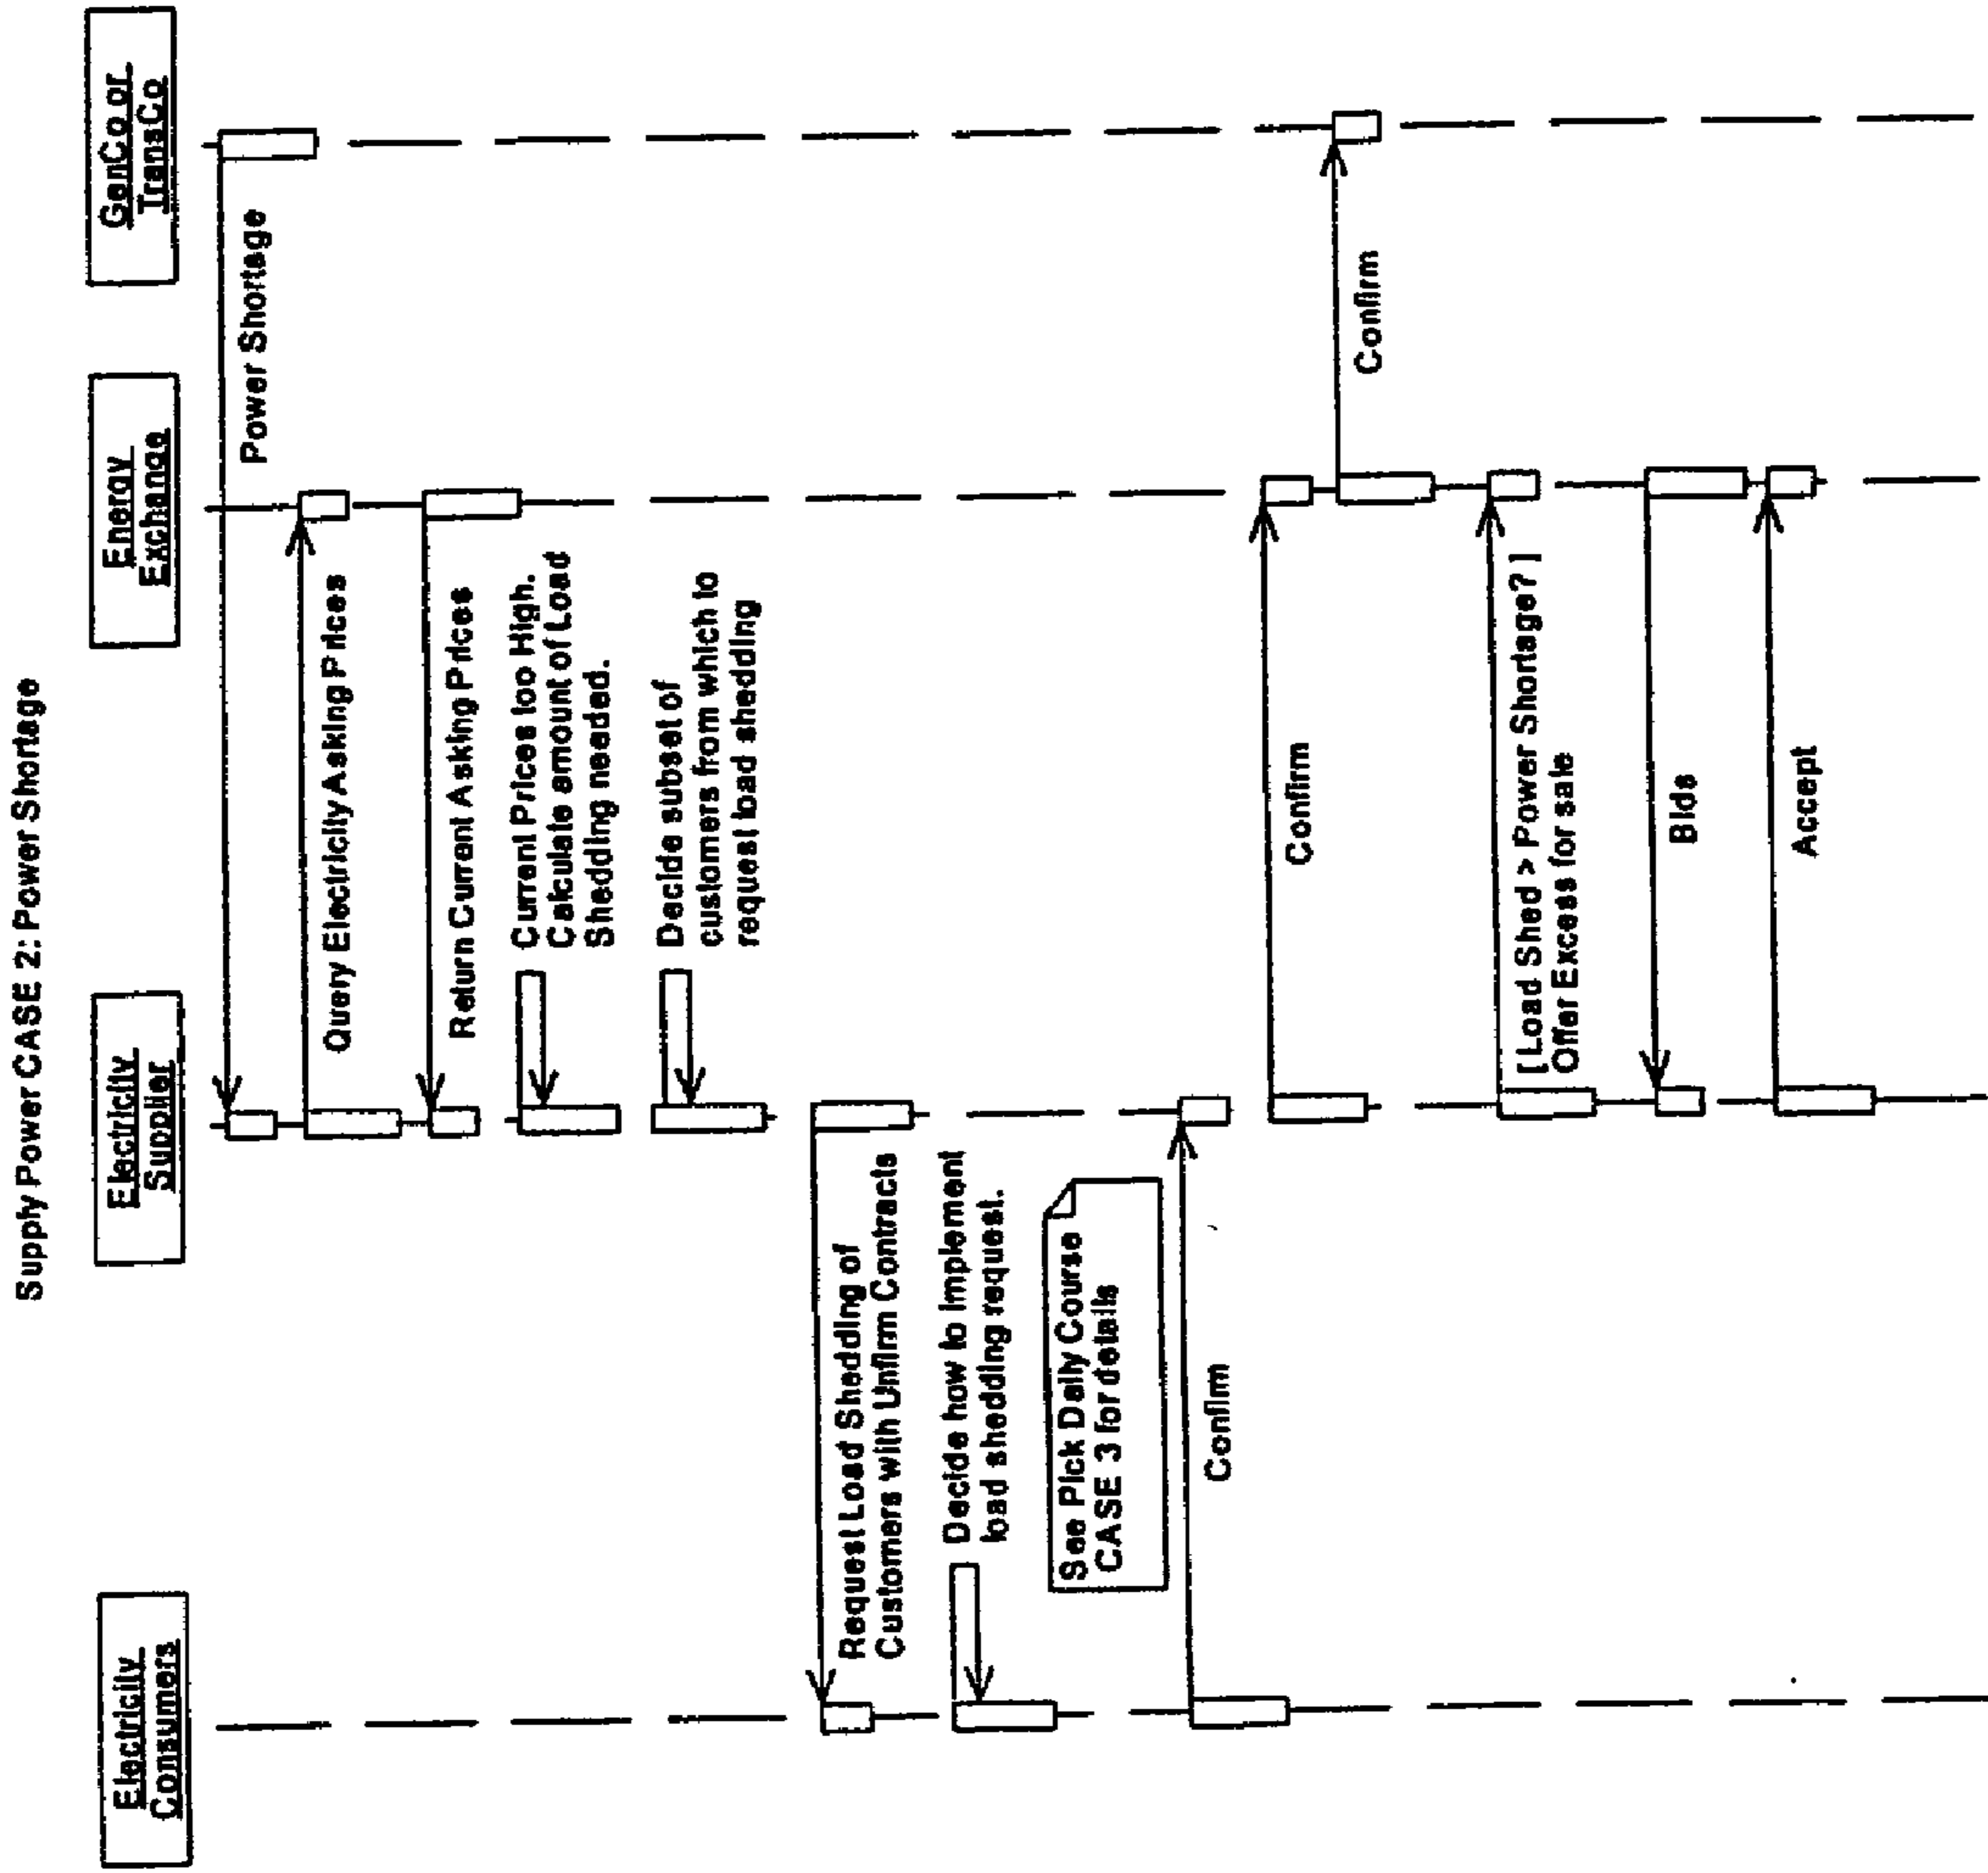 Supply Power CASE 2: Power Shortage
Electricity
Consumers
Electricity
Supplier
Energy
Exchange
GenCo or
TransCo
Power Shortage
Query Electricity Asking Prices
Return Current Asking Prices
Current Prices too High.
Calculate amount of Load
Shedding needed.
Decide subset of
customers from which to
request load shedding
Request Load Shedding of
Customers with Unfirm Contracts
Decide how to implement
load shedding request.
See Pick Daily Course
CASE 3 for details
Confirm
Confirm
Confirm
[Load Shed > Power Shortage?]
Offer Excess for sale
Bids
Accept